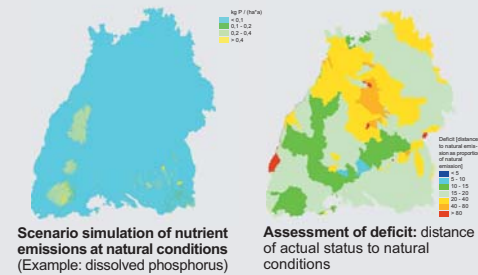 kg P / (ha*a)
< 0,1
0,1 - 0,2
0,2 - 0,4
> 0,4
Deficit [distance
to natural emis-
sion as proportion
of natural
emission]
< 5
5 - 10
10 - 15
15 - 20
20 - 40
40 - 80
> 80
Scenario simulation of nutrient
emissions at natural conditions
(Example: dissolved phosphorus)
Assessment of deficit: distance
of actual status to natural
conditions